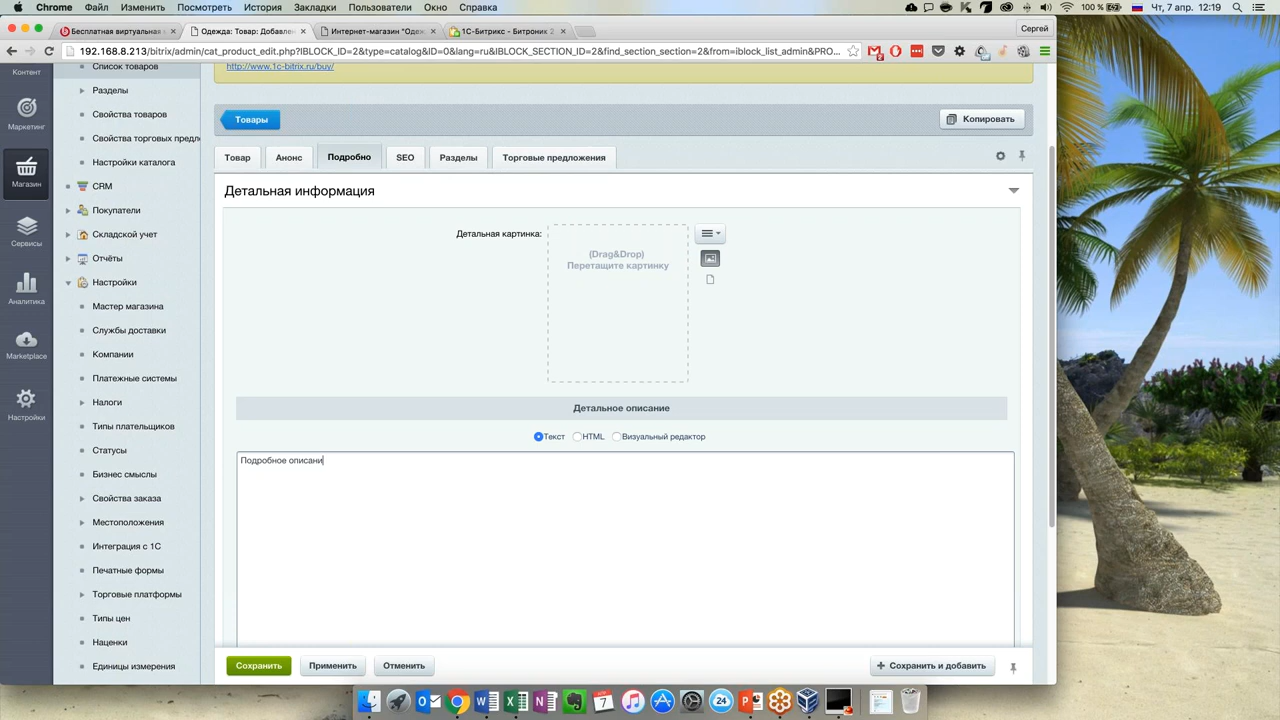 Chrome Файл Изменить Посмотреть История Закладки Пользователи Окно Справка
100 % Чт, 7 апр. 12:19
Бесплатная виртуальная
Одежда: Товар: Добавлен
Интернет-магазин "Одеж
1С-Битрикс - Битроник 2
Сергей
192.168.8.213/bitrix/admin/cat_product_edit.php?IBLOCK_ID=2&type=catalog&ID=0&lang=ru&IBLOCK_SECTION_ID=2&find_section_section=2&from=iblock_list_admin&PRO...
Контент
Маркетинг
Магазин
Сервисы
Аналитика
Marketplace
Настройки
Список товаров
Разделы
Свойства товаров
Свойства торговых предл
Настройки каталога
CRM
Покупатели
Складской учет
Отчёты
Настройки
Мастер магазина
Службы доставки
Компании
Платежные системы
Налоги
Типы плательщиков
Статусы
Бизнес смыслы
Свойства заказа
Местоположения
Интеграция с 1С
Печатные формы
Торговые платформы
Типы цен
Наценки
Единицы измерения
http://www.1c-bitrix.ru/buy/
Товары
Копировать
Товар Анонс Подробно SEO Разделы Торговые предложения
Детальная информация
Детальная картинка:
(Drag&Drop)
Перетащите картинку
Детальное описание
Текст HTML Визуальный редактор
Подробное описани
Сохранить Применить Отменить Сохранить и добавить
7
24